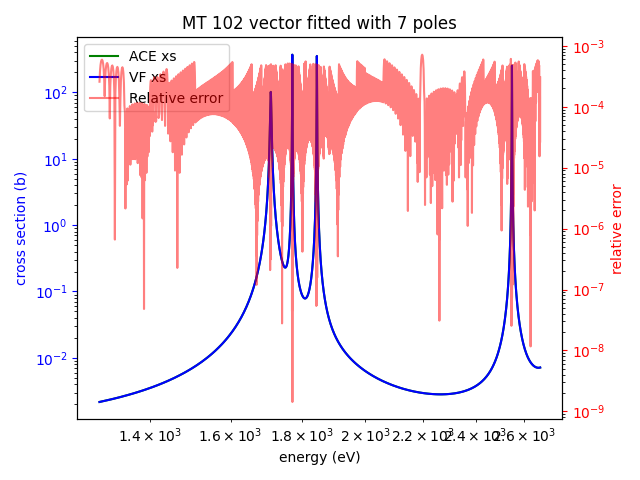 MT 102 vector fitted with 7 poles
ACE xs
VF xs
Relative error
cross section (b)
10²
10¹
10⁰
10⁻¹
10⁻²
relative error
10⁻³
10⁻⁴
10⁻⁵
10⁻⁶
10⁻⁷
10⁻⁸
10⁻⁹
1.4 × 10³ 1.6 × 10³ 1.8 × 10³ 2 × 10³ 2.2 × 10³ 2.4 × 10³ 2.6 × 10³
energy (eV)